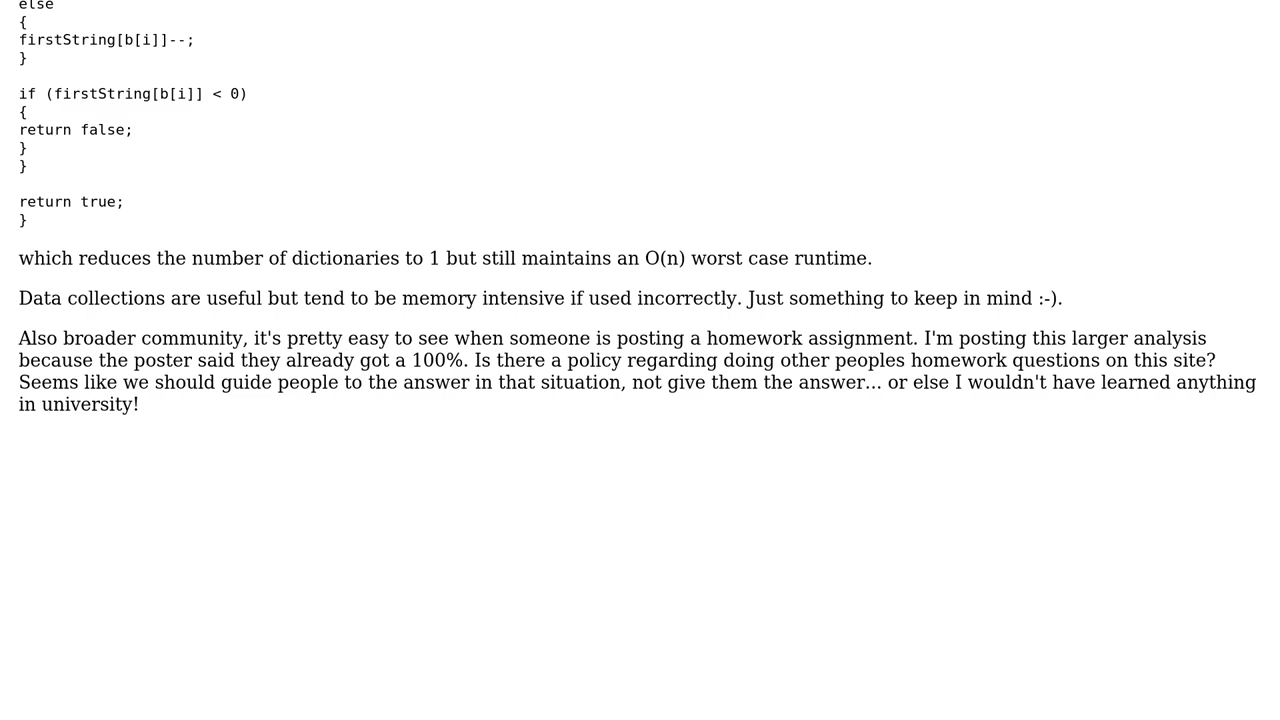 else
{
firstString[b[i]]--;
}
if (firstString[b[i]] < 0)
{
return false;
}
}
return true;
}
which reduces the number of dictionaries to 1 but still maintains an O(n) worst case runtime.
Data collections are useful but tend to be memory intensive if used incorrectly. Just something to keep in mind :-).
Also broader community, it's pretty easy to see when someone is posting a homework assignment. I'm posting this larger analysis
because the poster said they already got a 100%. Is there a policy regarding doing other peoples homework questions on this site?
Seems like we should guide people to the answer in that situation, not give them the answer... or else I wouldn't have learned anything
in university!